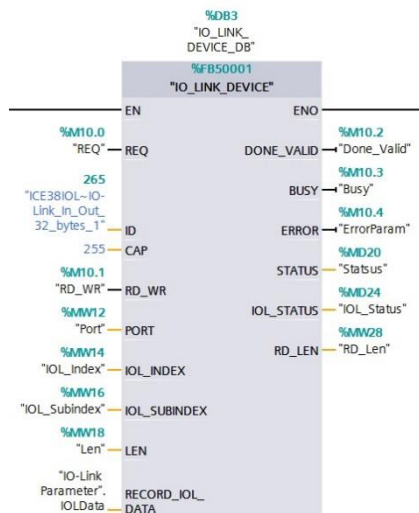 %DB3
"IO_LINK_
DEVICE_DB"
%FB50001
"IO_LINK_DEVICE"
EN ENO
%M10.0
"REQ" REQ
%M10.2
DONE_VALID "Done_Valid"
265
"ICE38IOL~IO-
Link_In_Out_
32_bytes_1" ID
%M10.3
BUSY "Busy"
%M10.4
ERROR "ErrorParam"
255 CAP
%MD20
STATUS "Statsus"
%M10.1
"RD_WR" RD_WR
%MD24
IOL_STATUS "IOL_Status"
%MW12
"Port" PORT
%MW28
RD_LEN "RD_Len"
%MW14
"IOL_Index" IOL_INDEX
%MW16
"IOL_Subindex" IOL_SUBINDEX
%MW18
"Len" LEN
"IO-Link
Parameter".
IOLData
RECORD_IOL_
DATA